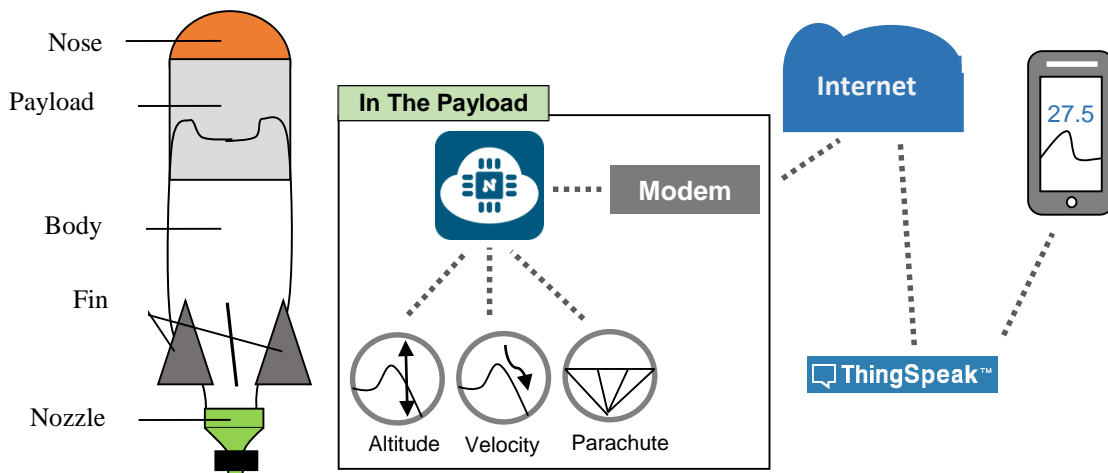 Nose
Payload
Body
Fin
Nozzle
In The Payload
N
Modem
Altitude
Velocity
Parachute
Internet
27.5
ThingSpeak™